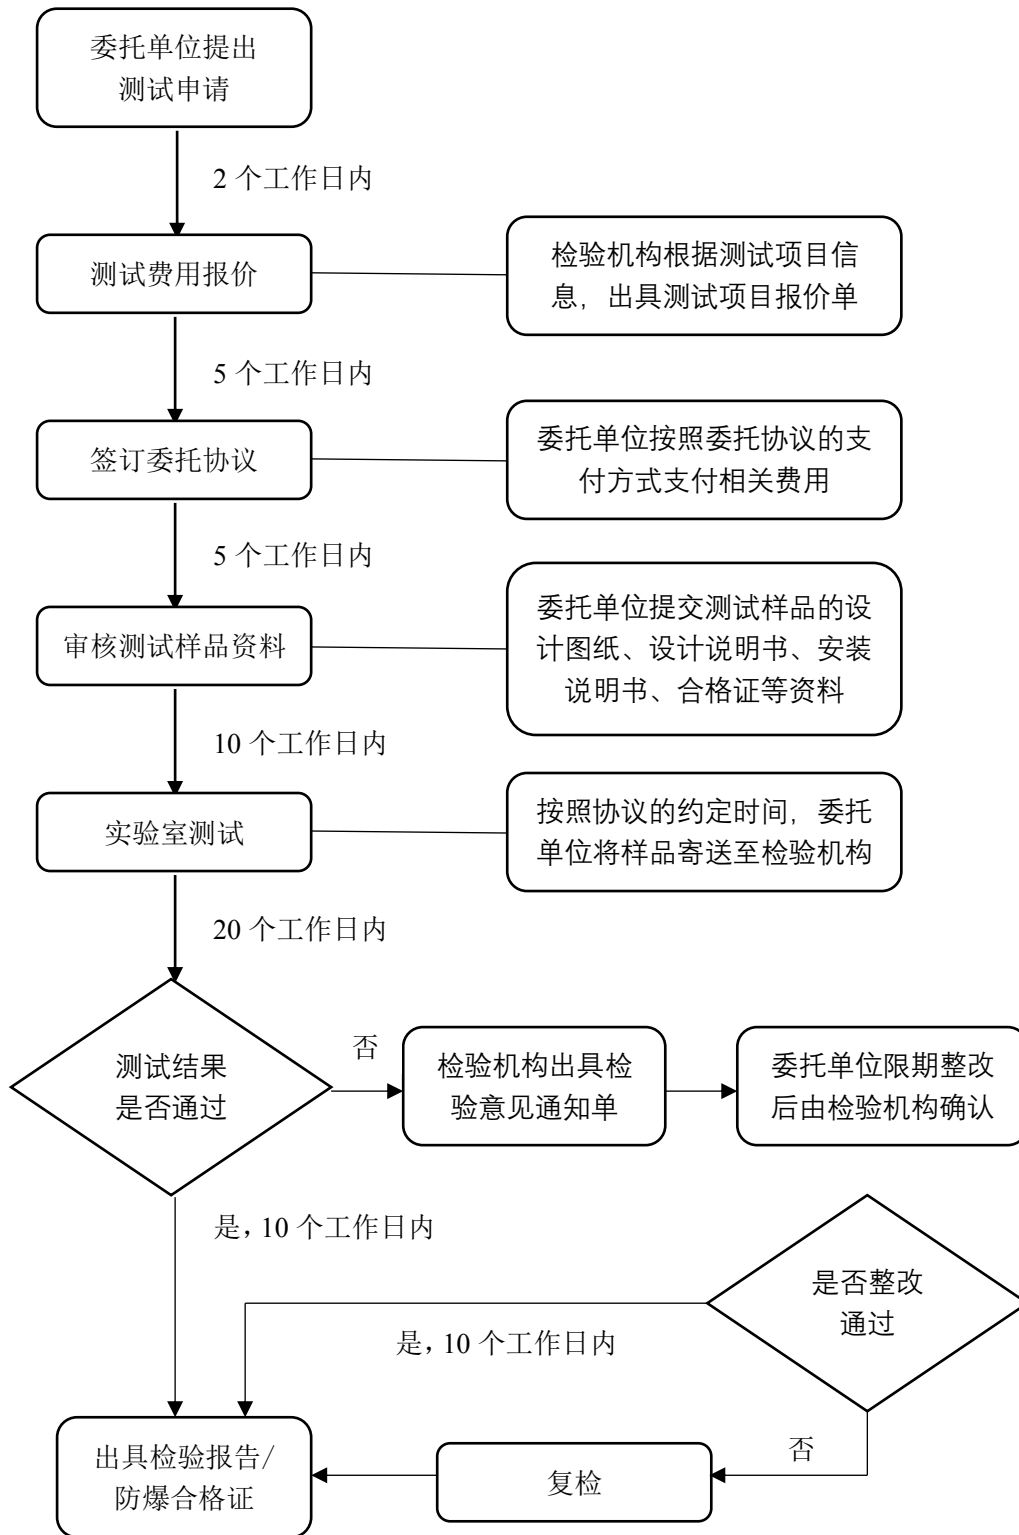 委托单位提出
测试申请
2 个工作日内
测试费用报价
检验机构根据测试项目信
息，出具测试项目报价单
5 个工作日内
签订委托协议
委托单位按照委托协议的支
付方式支付相关费用
5 个工作日内
审核测试样品资料
委托单位提交测试样品的设
计图纸、设计说明书、安装
说明书、合格证等资料
10 个工作日内
实验室测试
按照协议的约定时间，委托
单位将样品寄送至检验机构
20 个工作日内
测试结果
是否通过
否
检验机构出具检
验意见通知单
委托单位限期整改
后由检验机构确认
是，10 个工作日内
是否整改
通过
是，10 个工作日内
出具检验报告/
防爆合格证
复检
否